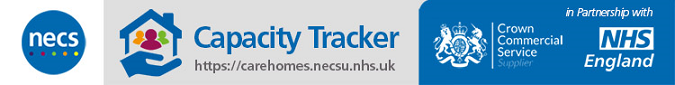 necs
Capacity Tracker
https://carehomes.necsu.nhs.uk
Crown
Commercial
Service
Supplier
in Partnership with
NHS
England